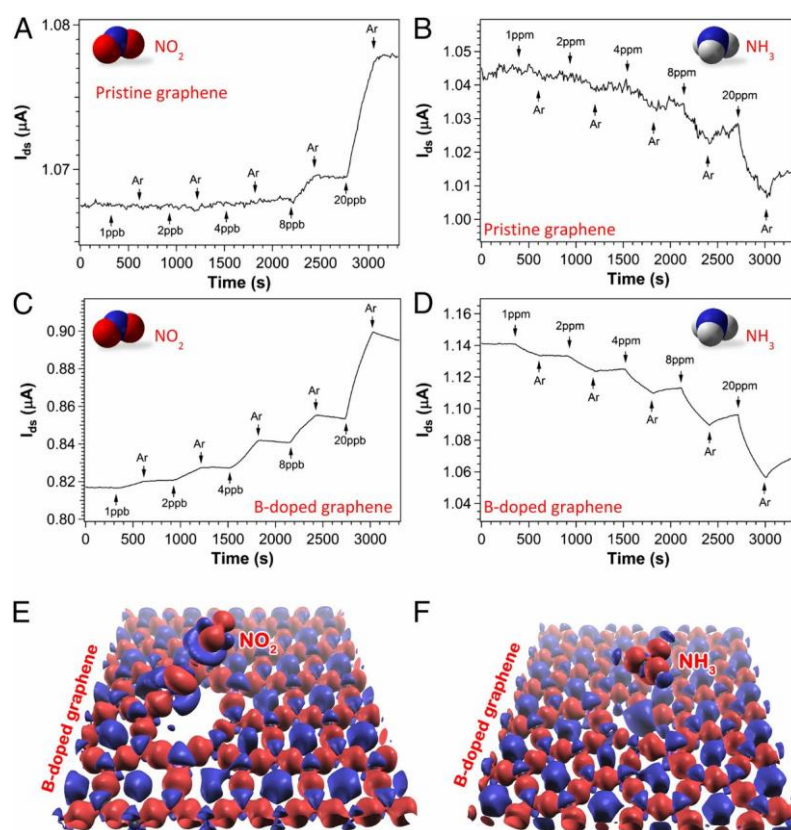 A
NO2
Pristine graphene
1.08
1.07
Ids (μA)
Ar
Ar
Ar
Ar
Ar
1ppb
2ppb
4ppb
8ppb
20ppb
0 500 1000 1500 2000 2500 3000
Time (s)
B
NH3
1.05
1.04
1.03
1.02
1.01
1.00
Ids (μA)
1ppm
2ppm
4ppm
8ppm
20ppm
Ar
Ar
Ar
Ar
Ar
Pristine graphene
0 500 1000 1500 2000 2500 3000
Time (s)
C
NO2
0.90
0.86
0.82
0.80
Ids (μA)
Ar
Ar
Ar
Ar
Ar
1ppb
2ppb
4ppb
8ppb
20ppb
B-doped graphene
0 500 1000 1500 2000 2500 3000
Time (s)
D
NH3
1.16
1.14
1.12
1.10
1.08
1.06
1.04
Ids (μA)
1ppm
2ppm
4ppm
8ppm
20ppm
Ar
Ar
Ar
Ar
Ar
B-doped graphene
0 500 1000 1500 2000 2500 3000
Time (s)
E
B-doped graphene
NO2
F
B-doped graphene
NH3